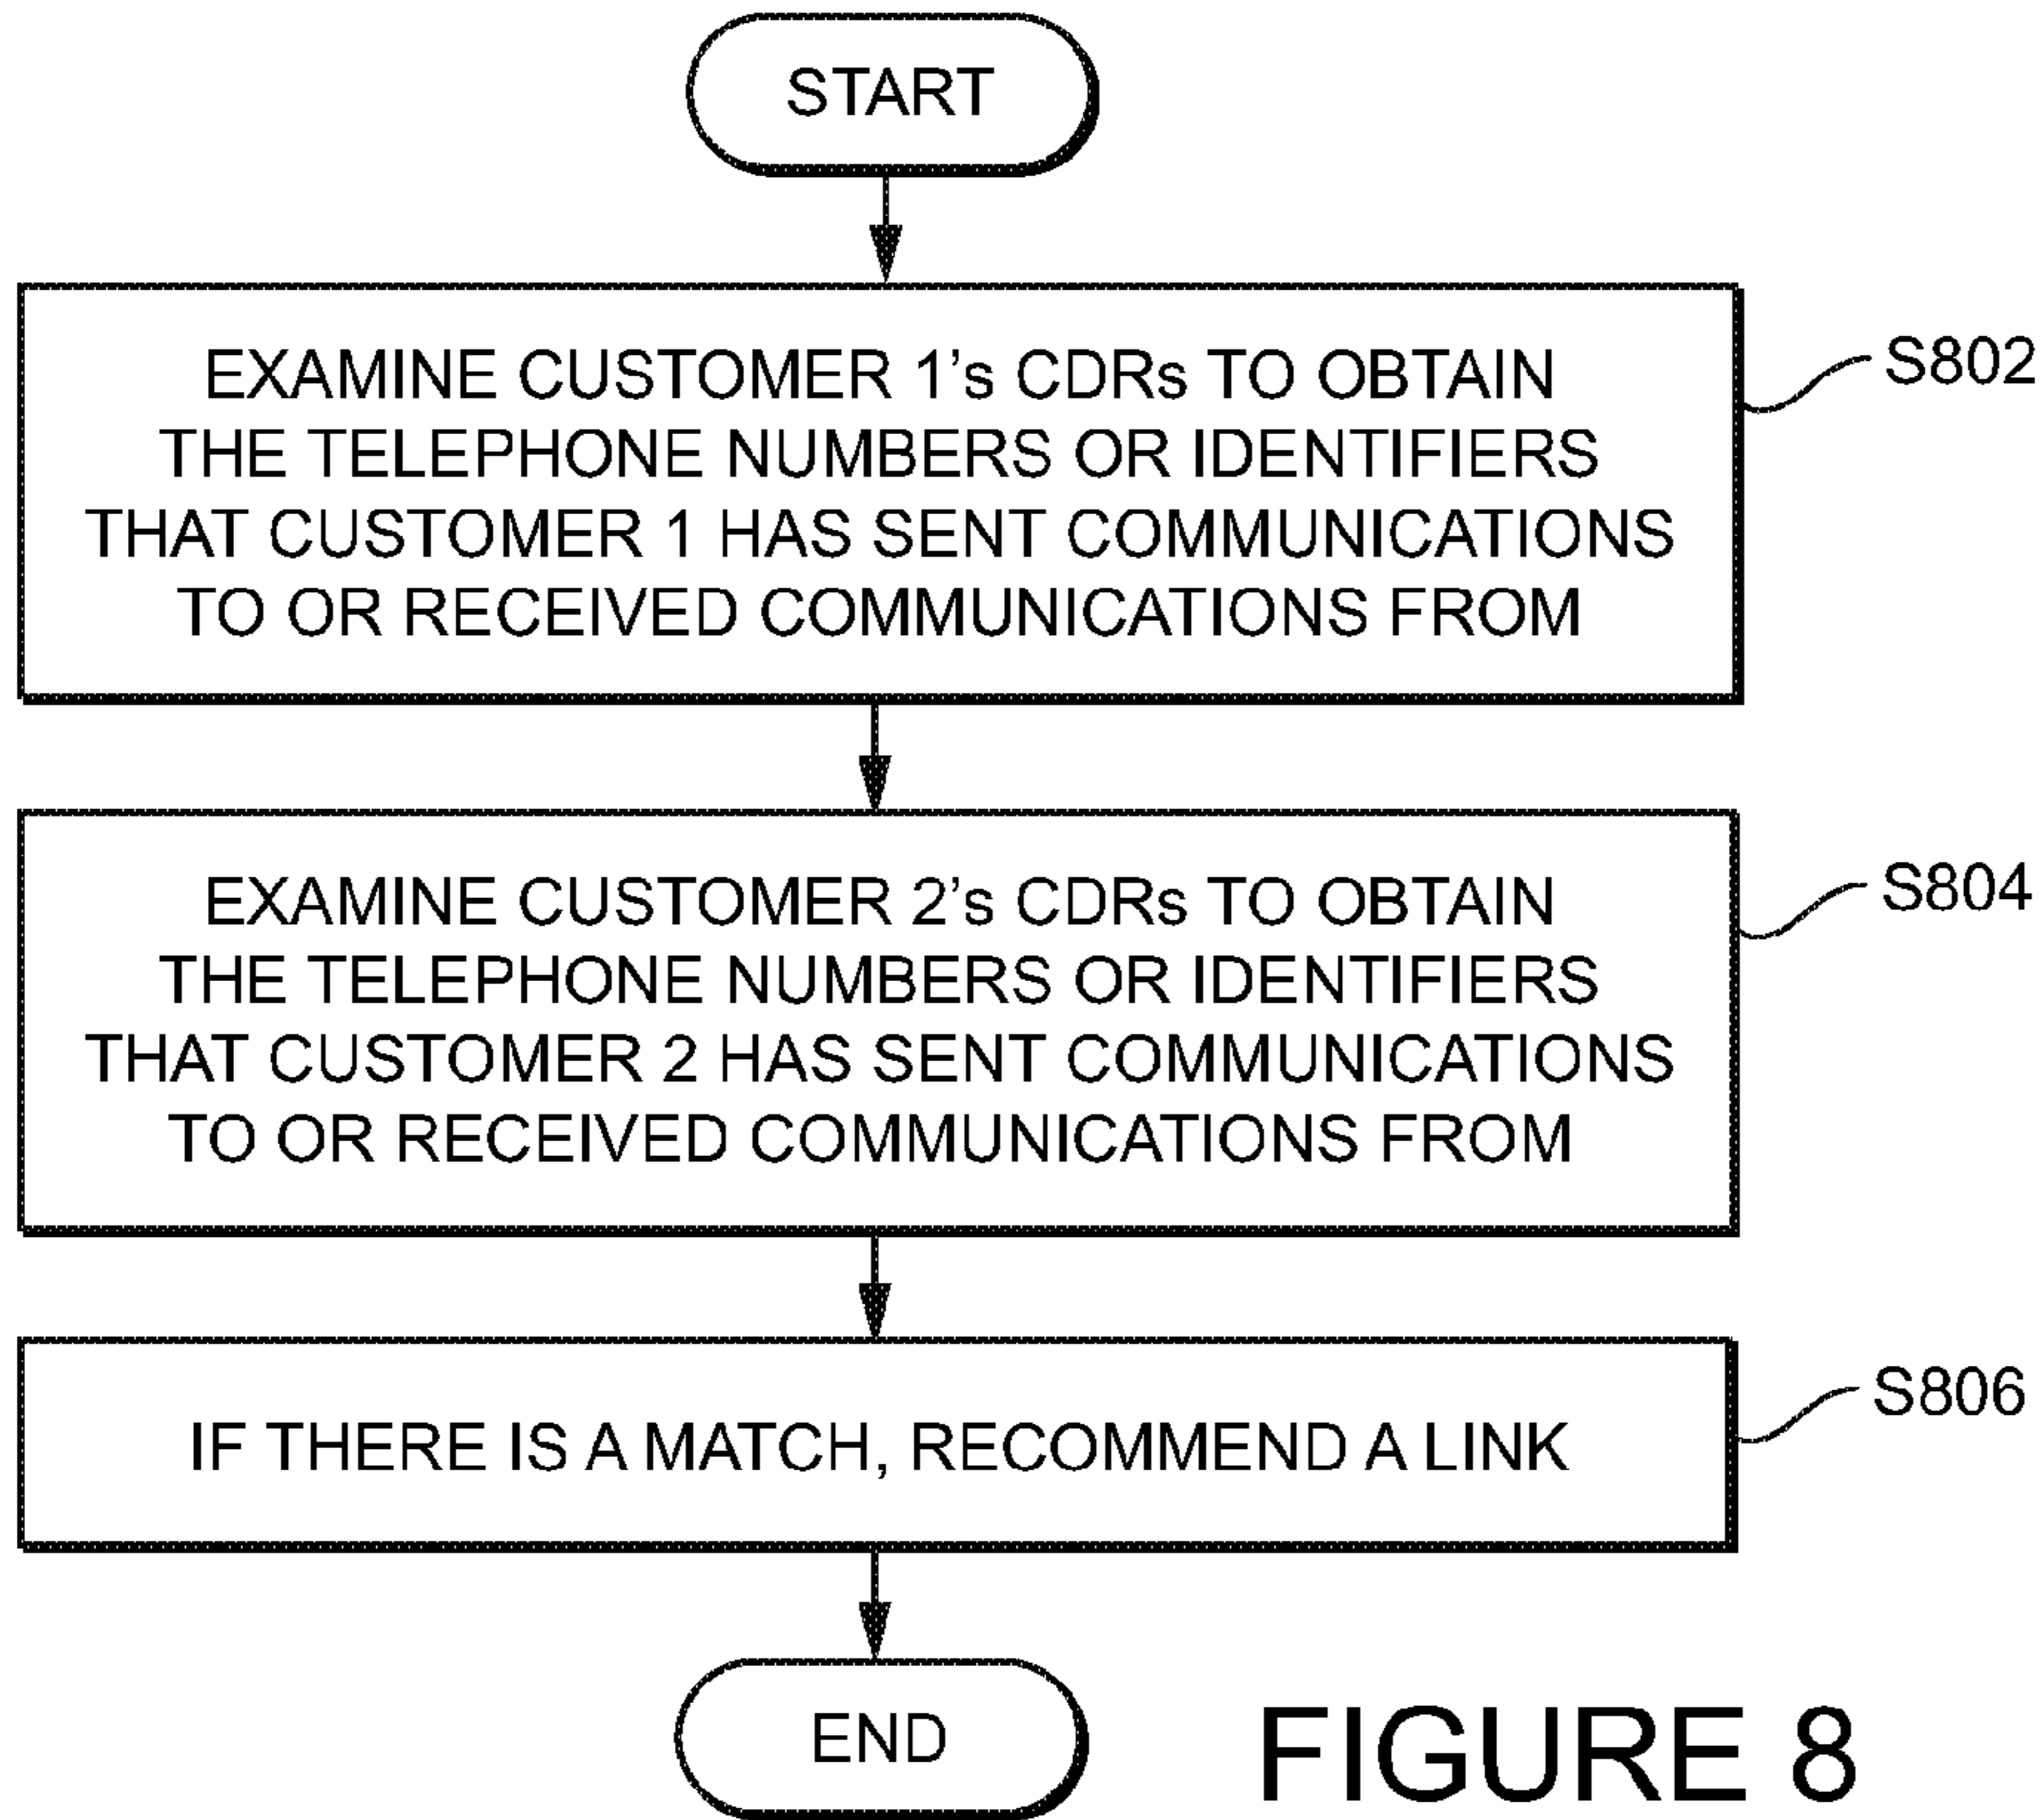 START
EXAMINE CUSTOMER 1's CDRs TO OBTAIN
THE TELEPHONE NUMBERS OR IDENTIFIERS
THAT CUSTOMER 1 HAS SENT COMMUNICATIONS
TO OR RECEIVED COMMUNICATIONS FROM
S802
EXAMINE CUSTOMER 2's CDRs TO OBTAIN
THE TELEPHONE NUMBERS OR IDENTIFIERS
THAT CUSTOMER 2 HAS SENT COMMUNICATIONS
TO OR RECEIVED COMMUNICATIONS FROM
S804
IF THERE IS A MATCH, RECOMMEND A LINK
S806
END
FIGURE 8